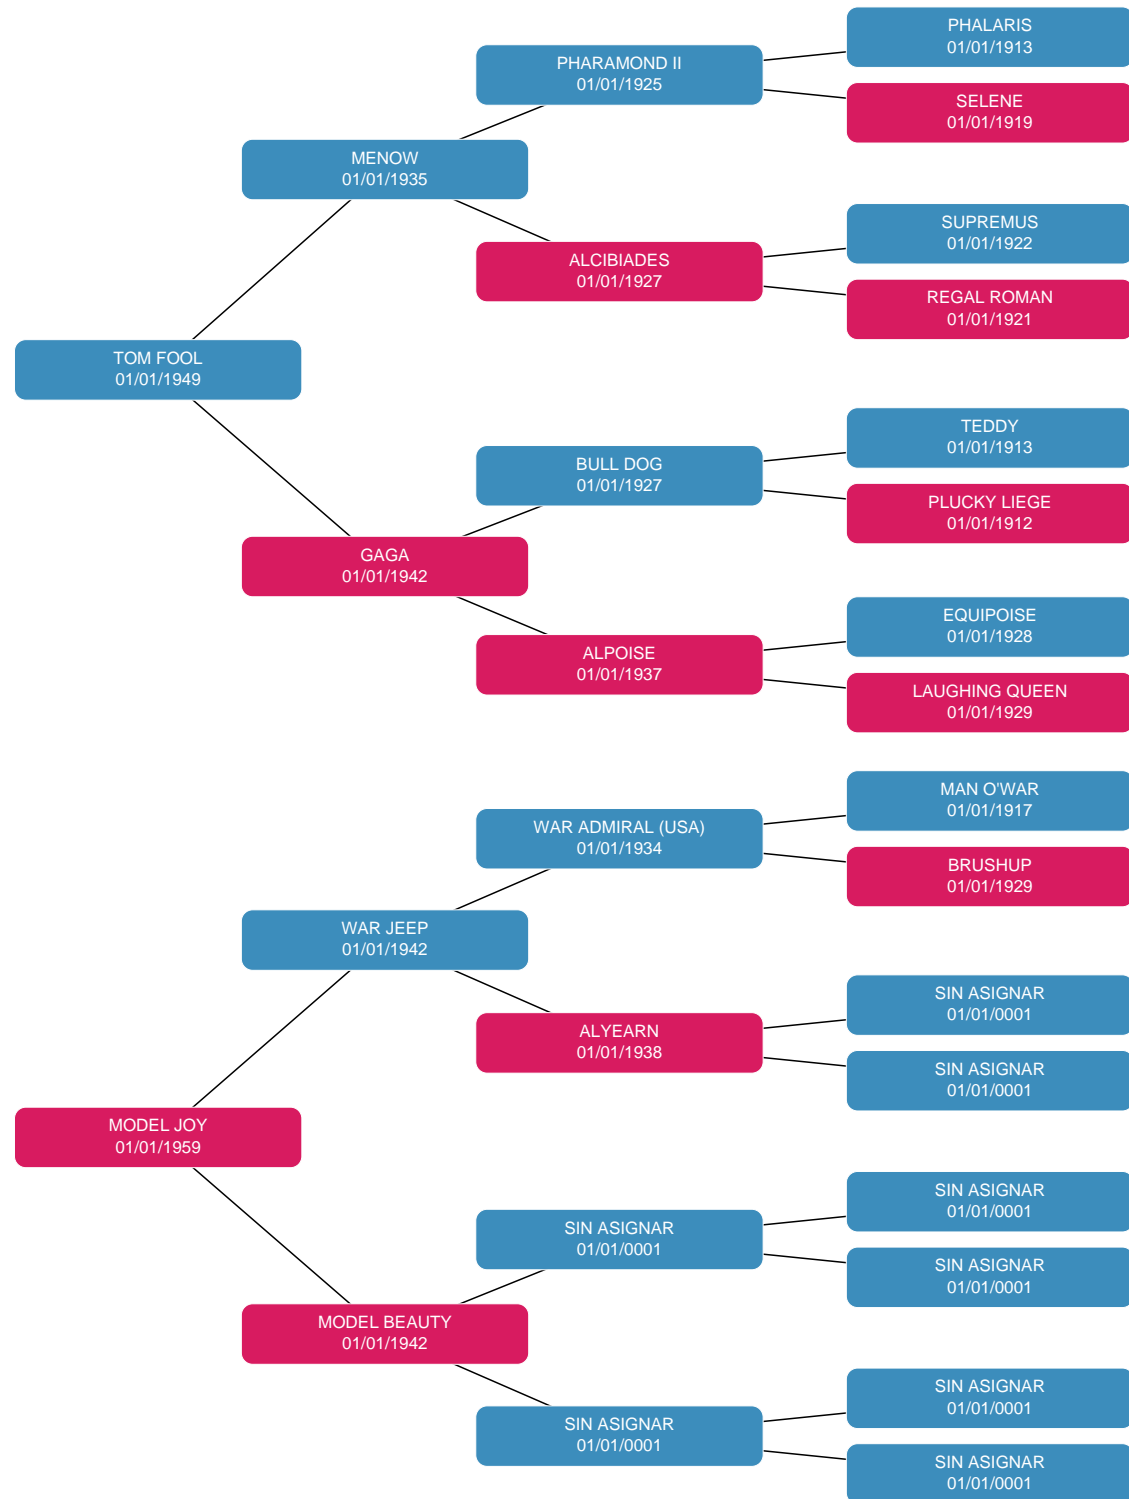 PHALARIS
01/01/1913
PHARAMOND II
01/01/1925
SELENE
01/01/1919
MENOW
01/01/1935
SUPREMUS
01/01/1922
ALCIBIADES
01/01/1927
REGAL ROMAN
01/01/1921
TOM FOOL
01/01/1949
TEDDY
01/01/1913
BULL DOG
01/01/1927
PLUCKY LIEGE
01/01/1912
GAGA
01/01/1942
EQUIPOISE
01/01/1928
ALPOISE
01/01/1937
LAUGHING QUEEN
01/01/1929
MAN O'WAR
01/01/1917
WAR ADMIRAL (USA)
01/01/1934
BRUSHUP
01/01/1929
WAR JEEP
01/01/1942
SIN ASIGNAR
01/01/0001
ALYEARN
01/01/1938
SIN ASIGNAR
01/01/0001
MODEL JOY
01/01/1959
SIN ASIGNAR
01/01/0001
SIN ASIGNAR
01/01/0001
SIN ASIGNAR
01/01/0001
MODEL BEAUTY
01/01/1942
SIN ASIGNAR
01/01/0001
SIN ASIGNAR
01/01/0001
SIN ASIGNAR
01/01/0001